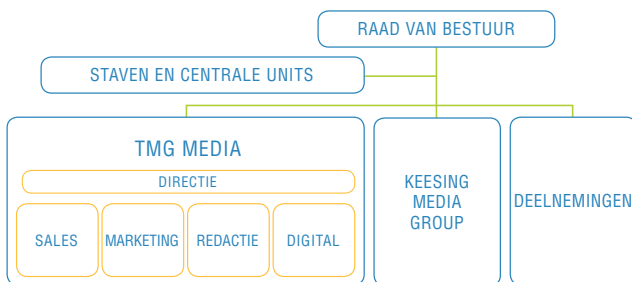 RAAD VAN BESTUUR
STAVEN EN CENTRALE UNITS
TMG MEDIA
DIRECTIE
SALES
MARKETING
REDACTIE
DIGITAL
KEESING
MEDIA
GROUP
DEELNEMINGEN